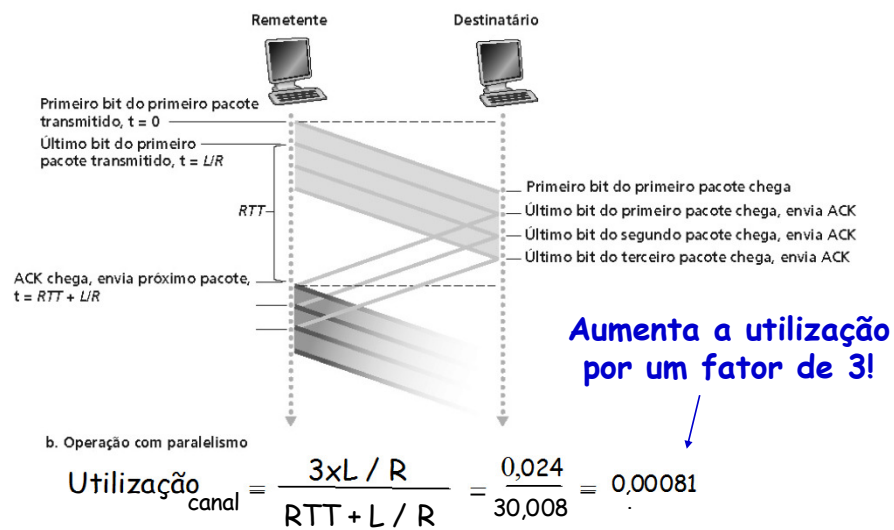 Remetente
Destinatário
Primeiro bit do primeiro pacote
transmitido, t = 0
Último bit do primeiro
pacote transmitido, t = L/R
RTT
ACK chega, envia próximo pacote,
t = RTT + L/R
Primeiro bit do primeiro pacote chega
Último bit do primeiro pacote chega, envia ACK
Último bit do segundo pacote chega, envia ACK
Último bit do terceiro pacote chega, envia ACK
Aumenta a utilização
por um fator de 3!
b. Operação com paralelismo
Utilização canal = 3xL / R / RTT + L / R = 0,024 / 30,008 = 0,00081